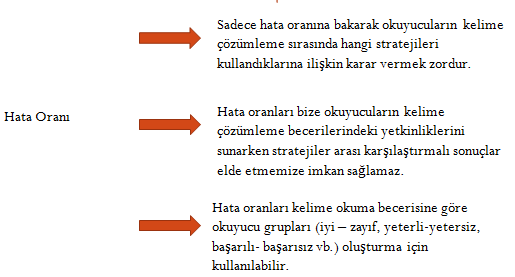 Sadece hata oranına bakarak okuyucuların kelime
çözümleme sırasında hangi stratejileri
kullandıklarına ilişkin karar vermek zordur.
Hata Oranı
Hata oranları bize okuyucuların kelime
çözümleme becerilerindeki yetkinliklerini
sunarken stratejiler arası karşılaştırmalı sonuçlar
elde etmemize imkan sağlamaz.
Hata oranları kelime okuma becerisine göre
okuyucu grupları (iyi – zayıf, yeterli-yetersiz,
başarılı- başarısız vb.) oluşturma için
kullanılabilir.